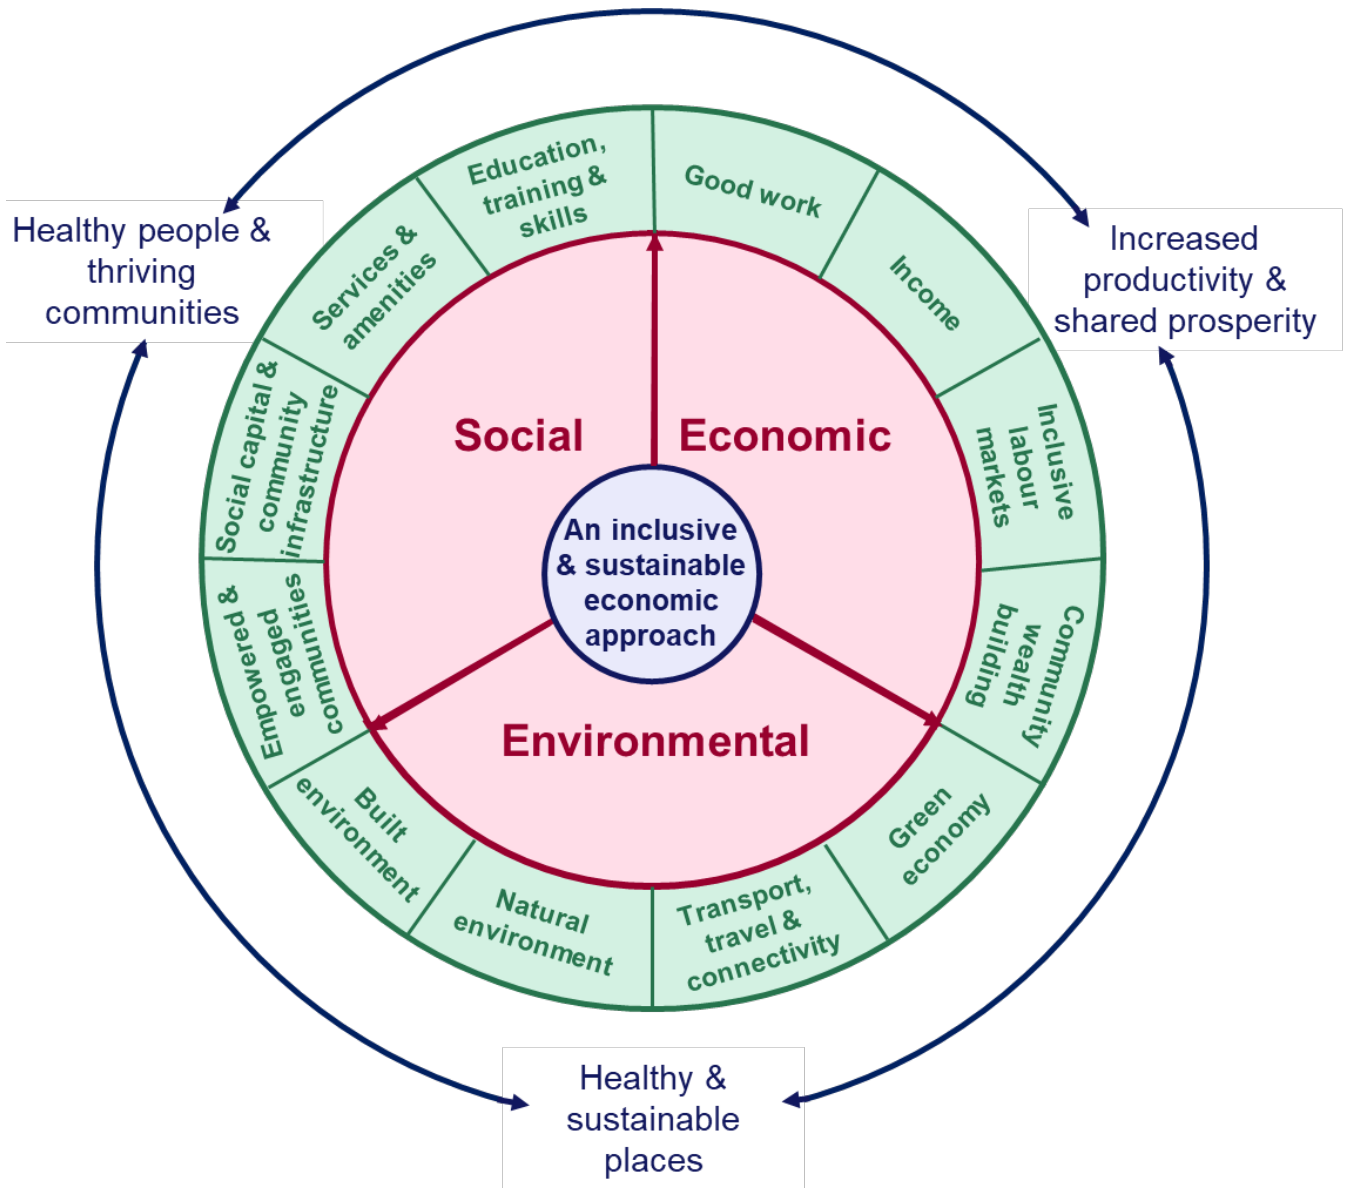 Education,
training &
skills
Good work
Services &
amenities
Income
Healthy people &
thriving
communities
Increased
productivity &
shared prosperity
Social capital &
community
infrastructure
Inclusive
labour
markets
Social
Economic
An inclusive
& sustainable
economic
approach
Empowered &
engaged
communities
Community
wealth
building
Environmental
Built
environment
Green
economy
Natural
environment
Transport,
travel &
connectivity
Healthy &
sustainable
places